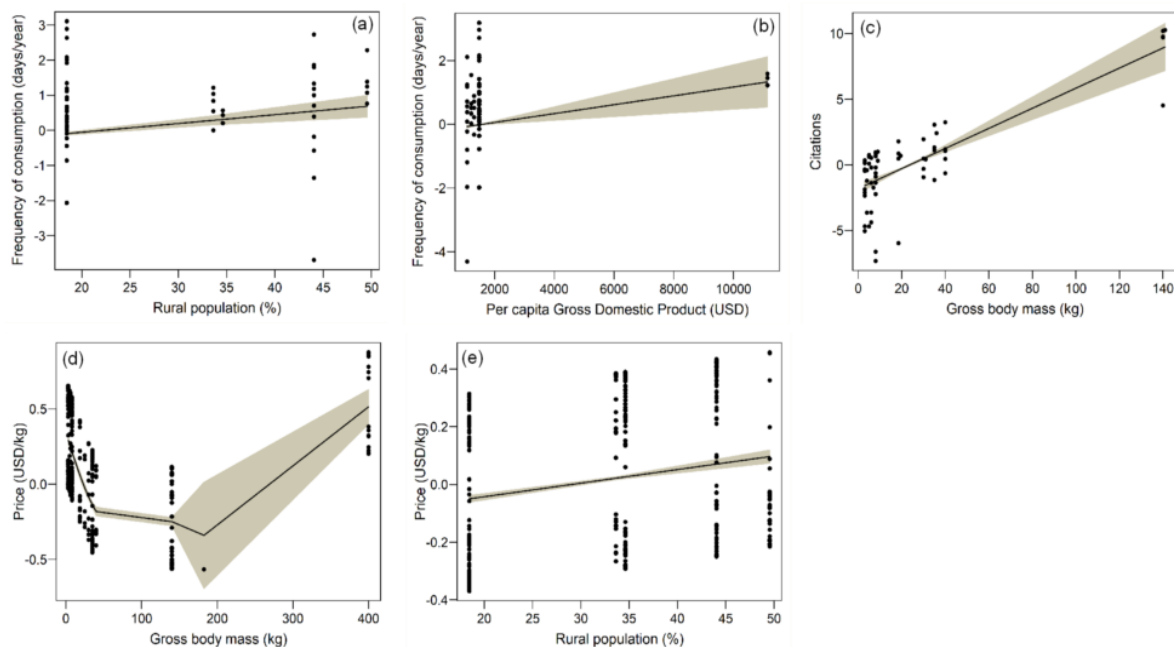 (a)
Frequency of consumption (days/year)
3
2
1
0
-1
-2
-3
20 25 30 35 40 45 50
Rural population (%)
(b)
Frequency of consumption (days/year)
2
0
-2
-4
2000 4000 6000 8000 10000
Per capita Gross Domestic Product (USD)
(c)
Citations
10
5
0
-5
0 20 40 60 80 100 120 140
Gross body mass (kg)
(d)
Price (USD/kg)
0.5
0.0
-0.5
0 100 200 300 400
Gross body mass (kg)
(e)
Price (USD/kg)
0.4
0.2
0.0
-0.2
-0.4
20 25 30 35 40 45 50
Rural population (%)